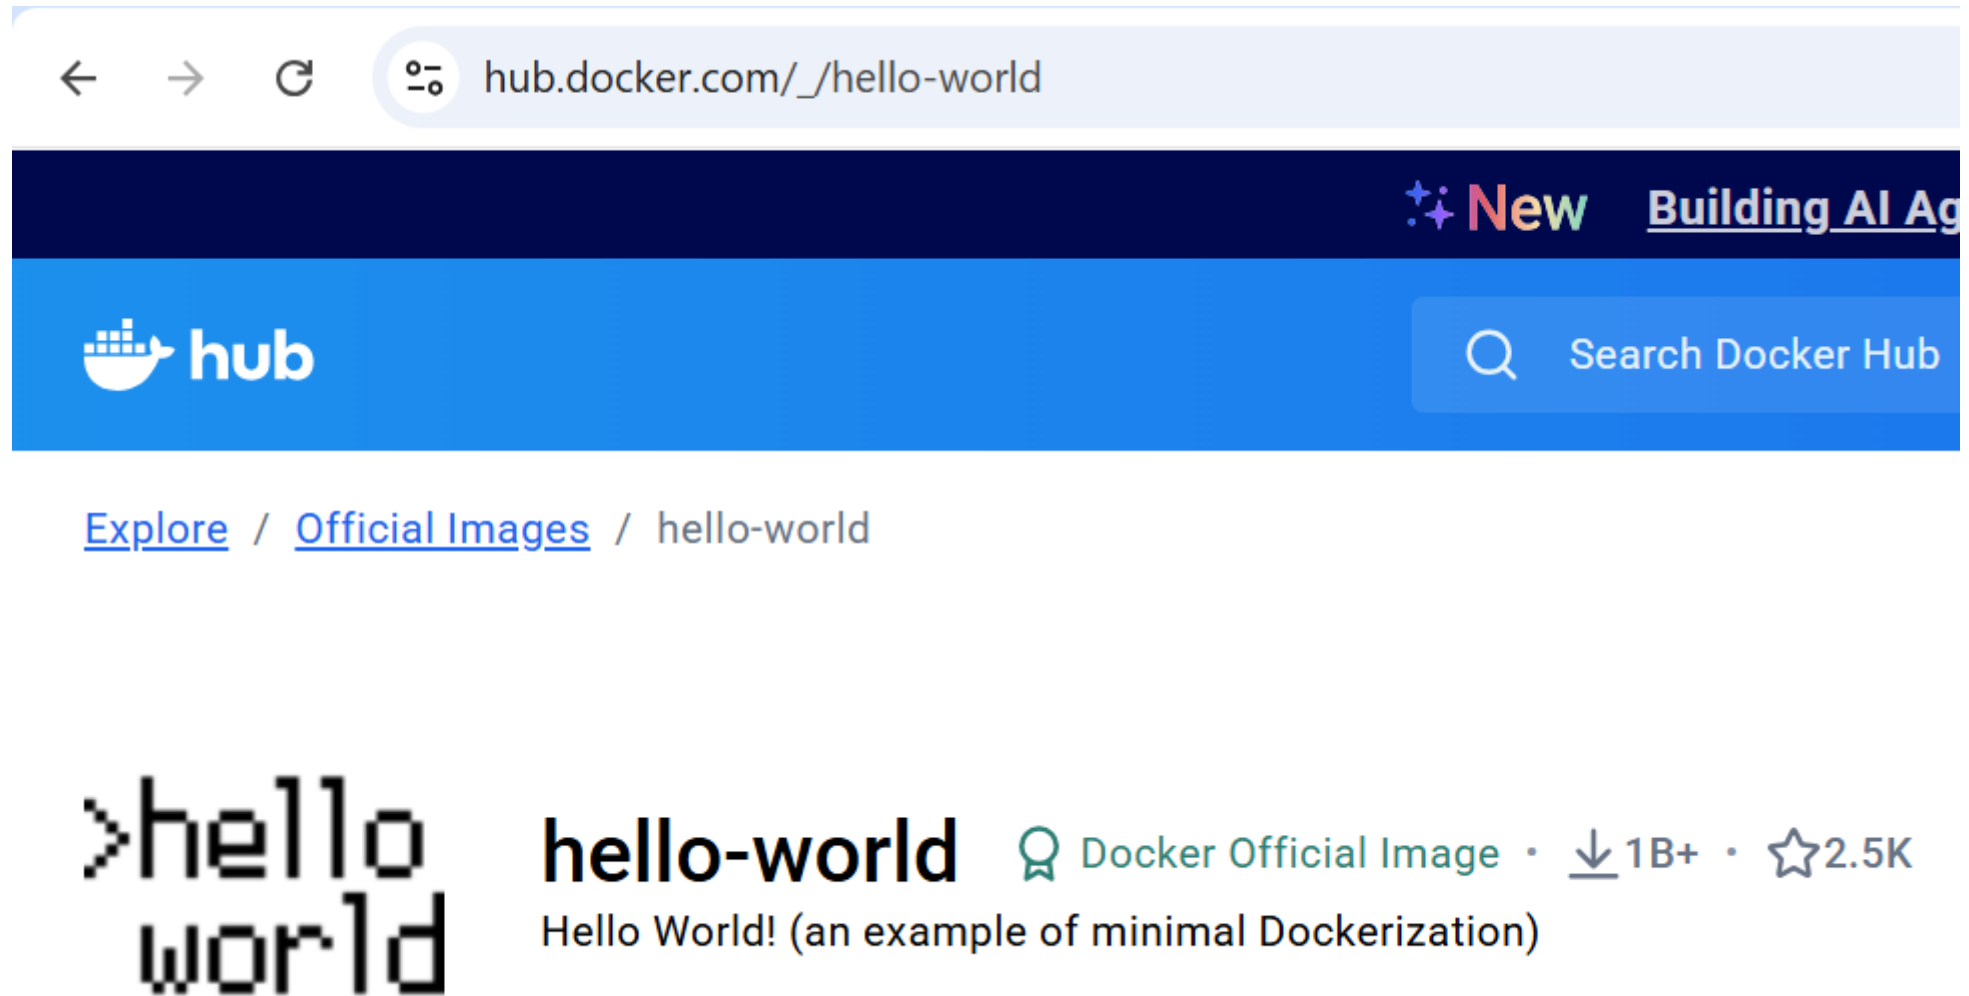 hub.docker.com/_/hello-world
New Building AI Ag
hub
Search Docker Hub
Explore / Official Images / hello-world
>hello
world
hello-world
Docker Official Image · 1B+ · 2.5K
Hello World! (an example of minimal Dockerization)